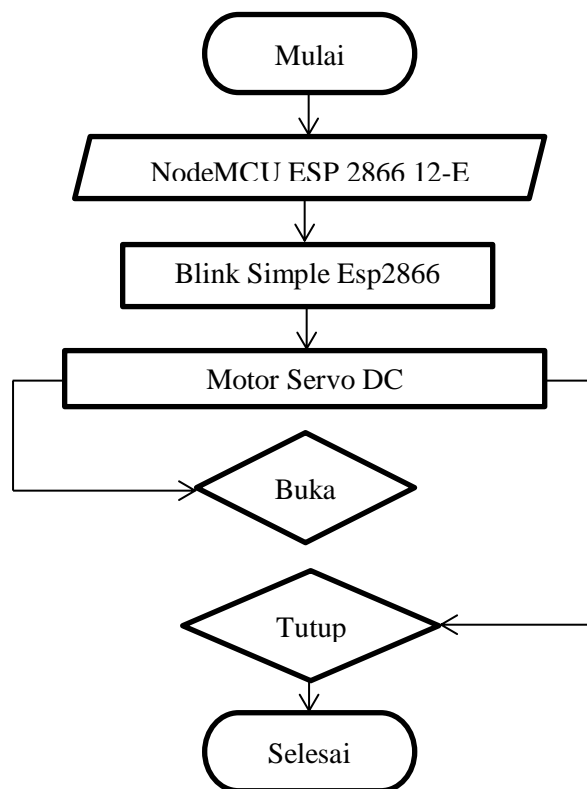 Mulai
NodeMCU ESP 2866 12-E
Blink Simple Esp2866
Motor Servo DC
Buka
Tutup
Selesai